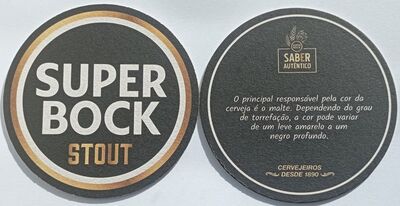 SUPER
BOCK
STOUT
SABER
AUTÊNTICO
O principal responsável pela cor da
cerveja é o malte. Dependendo do grau
de torrefação, a cor pode variar
de um leve amarelo a um
negro profundo.
CERVEJEIROS
DESDE 1890